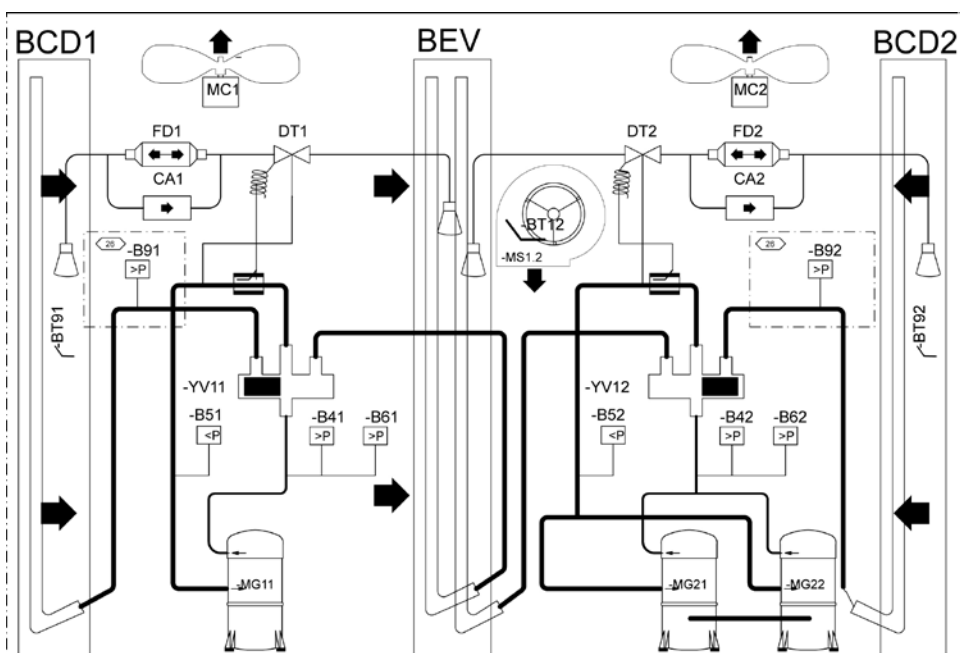 BCD1
BEV
BCD2
MC1
MC2
FD1
DT1
DT2
FD2
CA1
CA2
-BT12
-MS1.2
26
-B91
>P
26
-B92
>P
-BT91
-BT92
-YV11
-YV12
-B51
<P
-B41
>P
-B61
>P
-B52
<P
-B42
>P
-B62
>P
-MG11
-MG21
-MG22